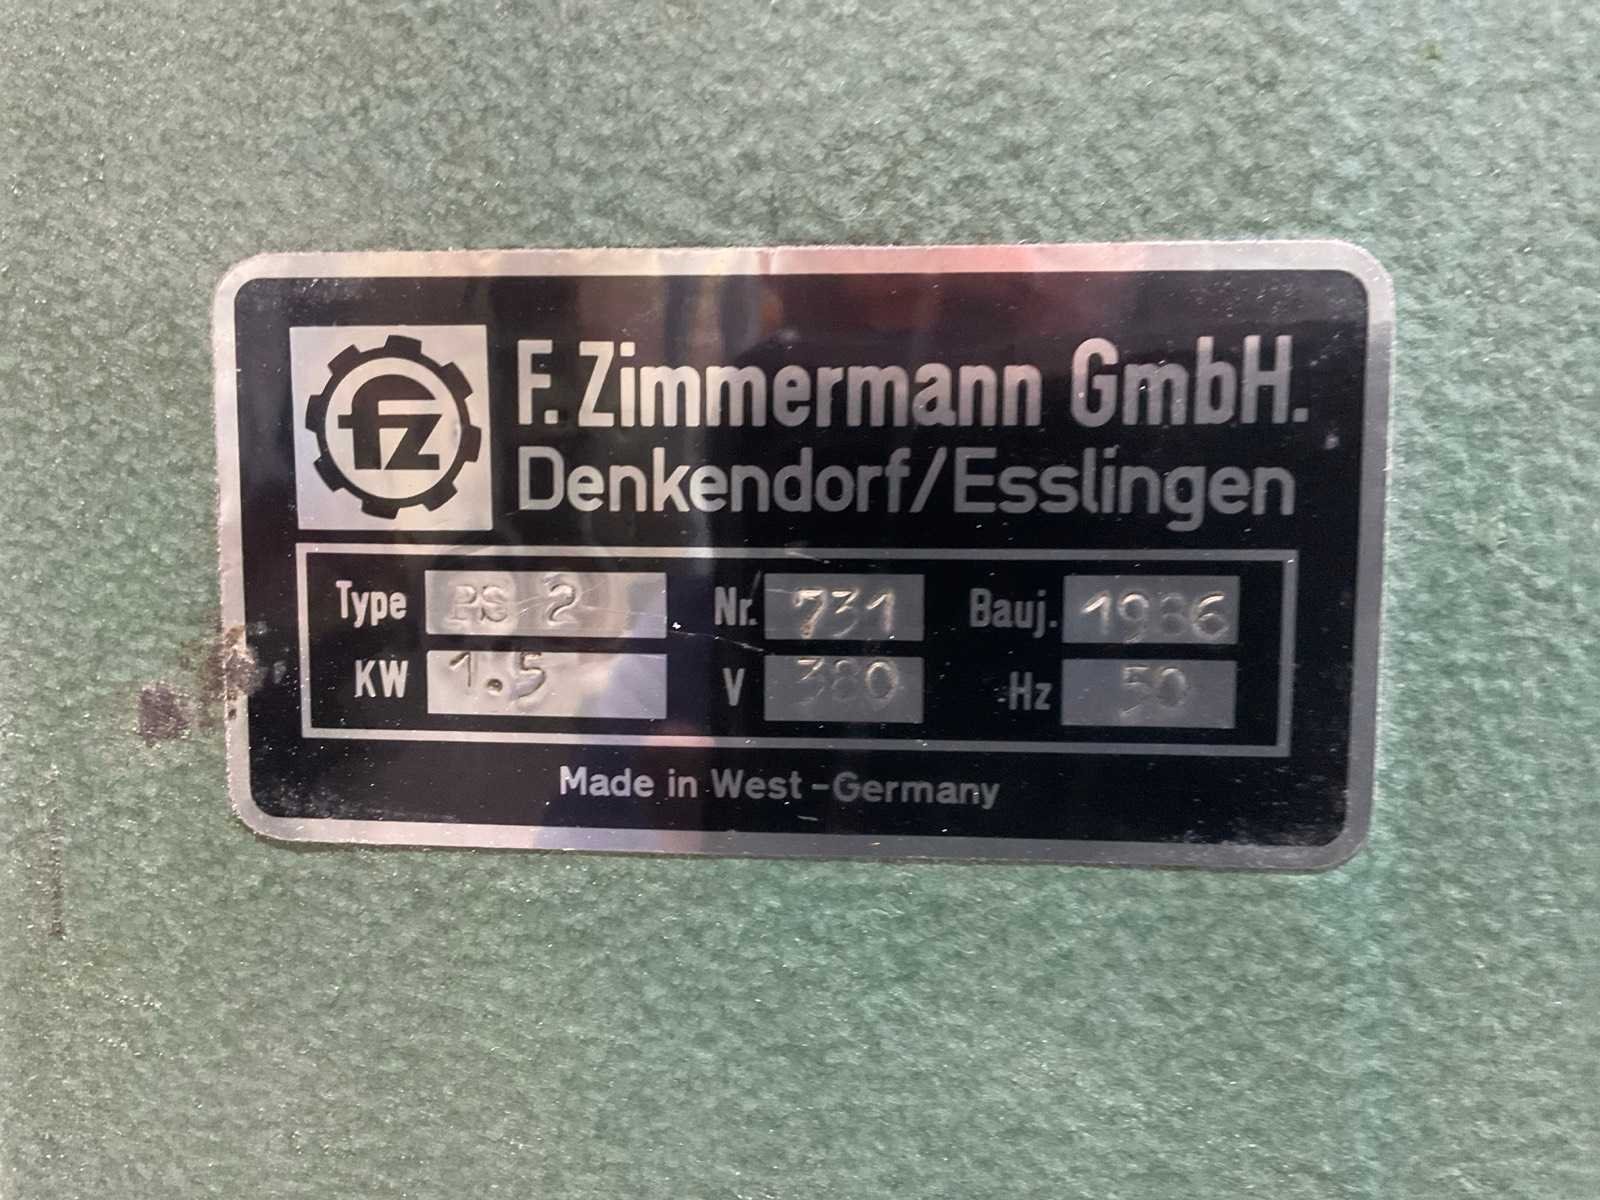 fz
F. Zimmermann GmbH.
Denkendorf/Esslingen
Type PS 2 Nr. 731 Bauj. 1986
KW 1.5 V 380 Hz 50
Made in West-Germany